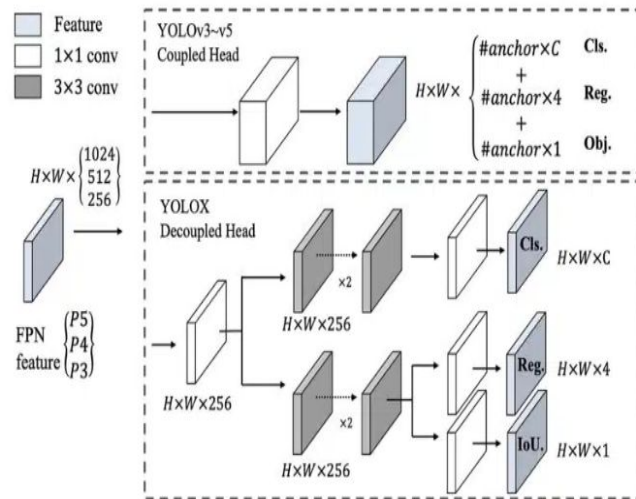 Feature
1×1 conv
3×3 conv
H×W×{1024
512
256}
FPN
feature
{P5
P4
P3}
YOLOv3~v5
Coupled Head
H×W×
#anchor×C Cls.
+
#anchor×4 Reg.
+
#anchor×1 Obj.
YOLOX
Decoupled Head
H×W×256
×2
H×W×256
Cls.
H×W×C
×2
H×W×256
Reg.
H×W×4
IoU.
H×W×1